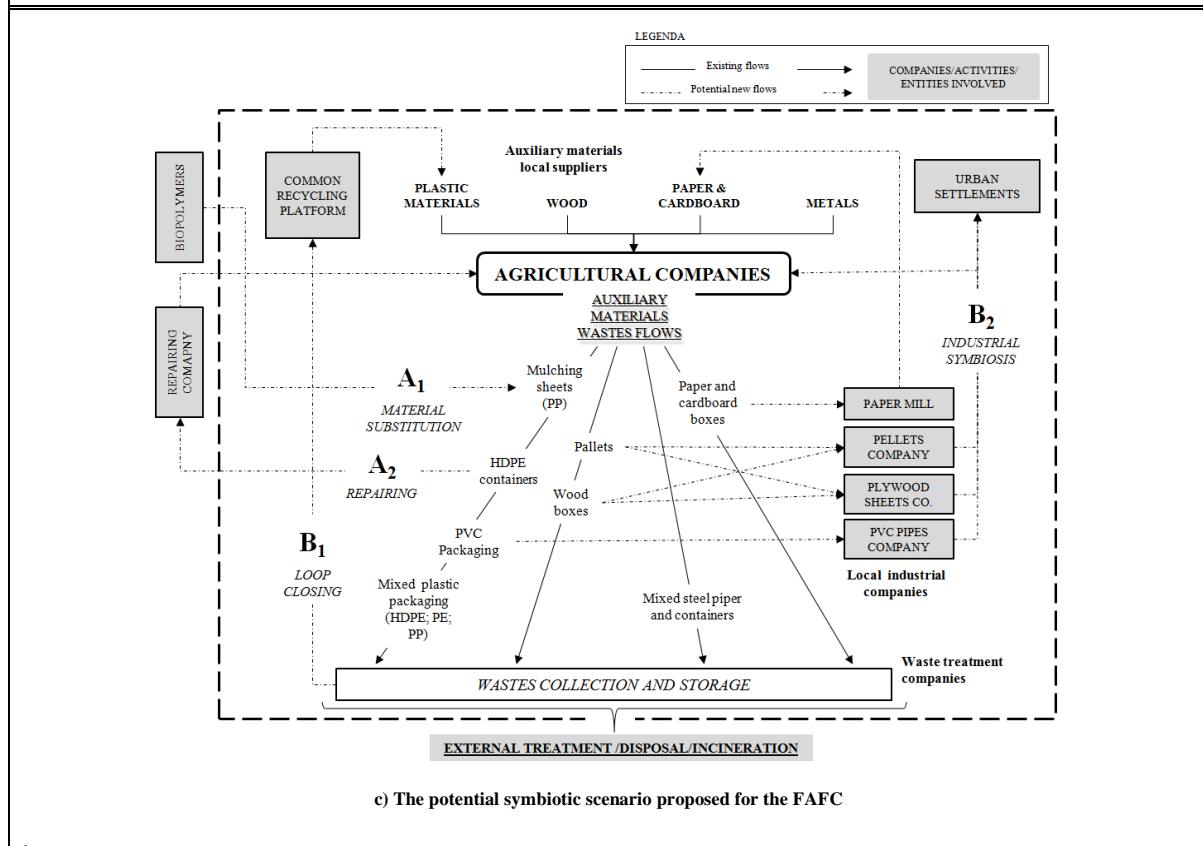 LEGENDA
Existing flows
Potential new flows
COMPANIES/ACTIVITIES/
ENTITIES INVOLVED
BIOPOLYMERS
COMMON
RECYCLING
PLATFORM
Auxiliary materials
local suppliers
PLASTIC
MATERIALS
WOOD
PAPER &
CARDBOARD
METALS
URBAN
SETTLEMENTS
AGRICULTURAL COMPANIES
AUXILIARY
MATERIALS
WASTES FLOWS
REPAIRING
COMAPNY
A1
MATERIAL
SUBSTITUTION
Mulching
sheets
(PP)
Paper and
cardboard
boxes
B2
INDUSTRIAL
SYMBIOSIS
PAPER MILL
A2
REPAIRING
HDPE
containers
Pallets
PELLETS
COMPANY
Wood
boxes
PLYWOOD
SHEETS CO.
B1
LOOP
CLOSING
PVC
Packaging
PVC PIPES
COMPANY
Local industrial
companies
Mixed plastic
packaging
(HDPE; PE;
PP)
Mixed steel piper
and containers
WASTES COLLECTION AND STORAGE
Waste treatment
companies
EXTERNAL TREATMENT /DISPOSAL/INCINERATION
c) The potential symbiotic scenario proposed for the FAFC